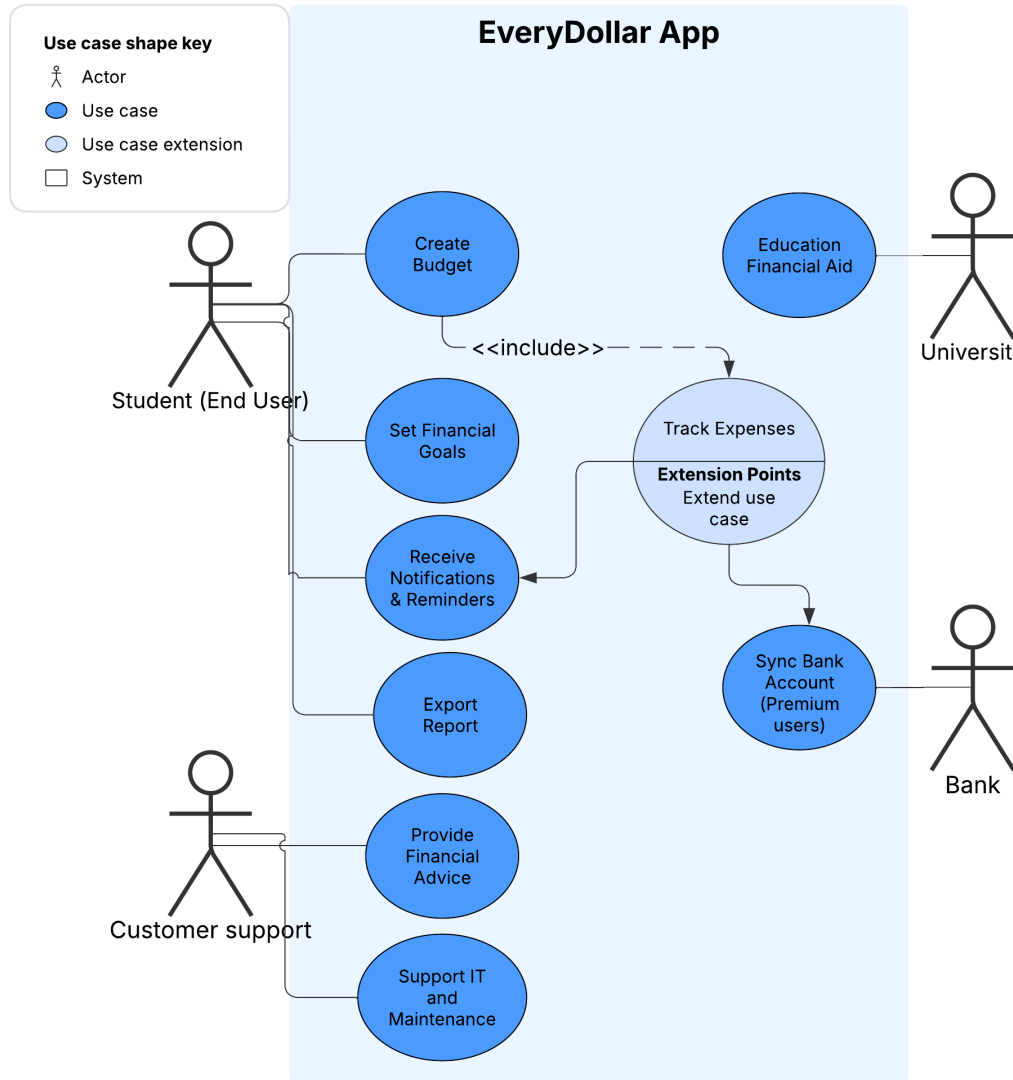 EveryDollar App
Use case shape key
Actor
Use case
Use case extension
System
Create
Budget
Education
Financial Aid
<<include>>
Universit
Student (End User)
Set Financial
Goals
Track Expenses
Extension Points
Extend use
case
Receive
Notifications
& Reminders
Sync Bank
Account
(Premium
users)
Export
Report
Bank
Provide
Financial
Advice
Customer support
Support IT
and
Maintenance